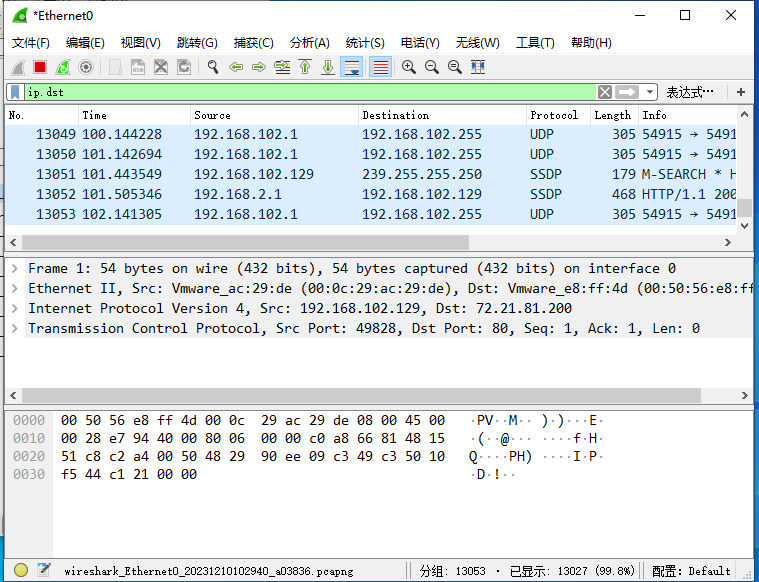 *Ethernet0
文件(F) 编辑(E) 视图(V) 跳转(G) 捕获(C) 分析(A) 统计(S) 电话(Y) 无线(W) 工具(T) 帮助(H)
ip.dst 表达式… +
No. Time Source Destination Protocol Length Info
13049 100.144228 192.168.102.1 192.168.102.255 UDP 305 54915 → 5491
13050 101.142694 192.168.102.1 192.168.102.255 UDP 305 54915 → 5491
13051 101.443549 192.168.102.129 239.255.255.250 SSDP 179 M-SEARCH * H
13052 101.505346 192.168.2.1 192.168.102.129 SSDP 468 HTTP/1.1 200
13053 102.141305 192.168.102.1 192.168.102.255 UDP 305 54915 → 5491
Frame 1: 54 bytes on wire (432 bits), 54 bytes captured (432 bits) on interface 0
Ethernet II, Src: Vmware_ac:29:de (00:0c:29:ac:29:de), Dst: Vmware_e8:ff:4d (00:50:56:e8:ff
Internet Protocol Version 4, Src: 192.168.102.129, Dst: 72.21.81.200
Transmission Control Protocol, Src Port: 49828, Dst Port: 80, Seq: 1, Ack: 1, Len: 0
0000 00 50 56 e8 ff 4d 00 0c 29 ac 29 de 08 00 45 00 ·PV··M·· )·)···E·
0010 00 28 e7 94 40 00 80 06 00 00 c0 a8 66 81 48 15 ·(··@··· ····f·H·
0020 51 c8 c2 a4 00 50 48 29 90 ee 09 c3 49 c3 50 10 Q····PH) ····I·P·
0030 f5 44 c1 21 00 00 ·D·!··
wireshark_Ethernet0_20231210102940_a03836.pcapng 分组: 13053 · 已显示: 13027 (99.8%) 配置: Default